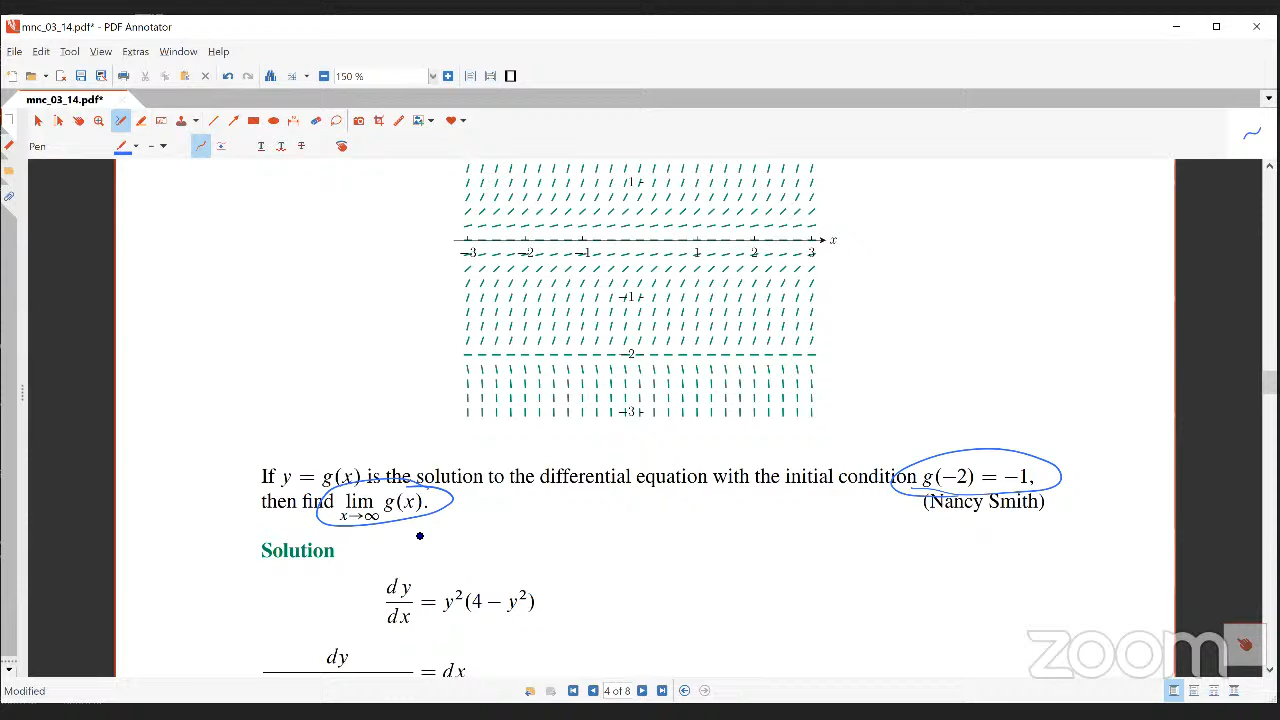 mnc_03_14.pdf* - PDF Annotator
File Edit Tool View Extras Window Help
150 %
mnc_03_14.pdf*
Pen
1
x
−3 −2 −1 1 2 3
−1
−2
−3
If y = g(x) is the solution to the differential equation with the initial condition g(−2) = −1,
then find lim x→∞ g(x). (Nancy Smith)
Solution
dy/dx = y²(4 − y²)
dy
= dx
zoom
Modified
4 of 8